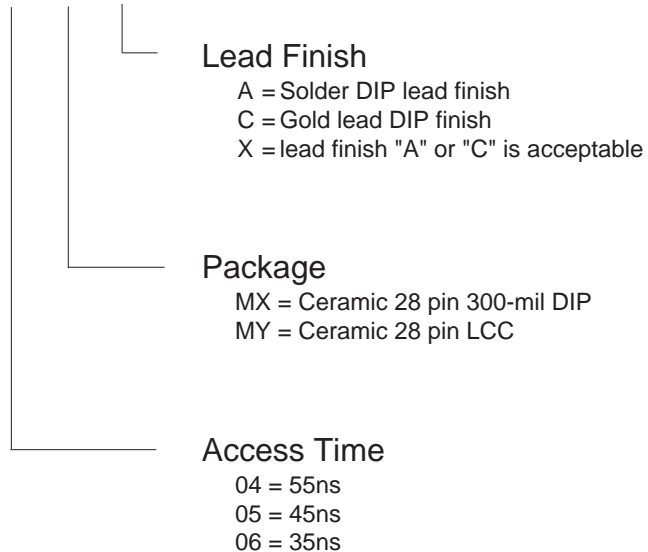 Lead Finish
A = Solder DIP lead finish
C = Gold lead DIP finish
X = lead finish "A" or "C" is acceptable
Package
MX = Ceramic 28 pin 300-mil DIP
MY = Ceramic 28 pin LCC
Access Time
04 = 55ns
05 = 45ns
06 = 35ns